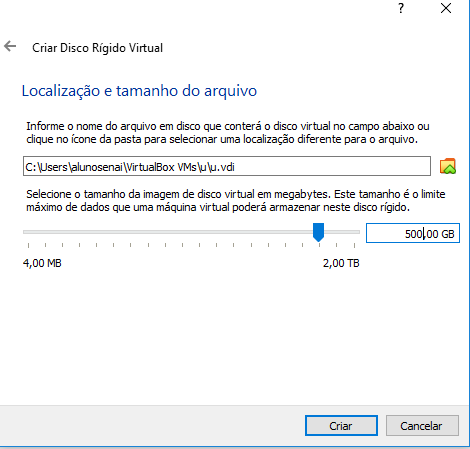 ?
Criar Disco Rígido Virtual
Localização e tamanho do arquivo
Informe o nome do arquivo em disco que conterá o disco virtual no campo abaixo ou
clique no ícone da pasta para selecionar uma localização diferente para o arquivo.
C:\Users\alunosenai\VirtualBox VMs\u\u.vdi
Selecione o tamanho da imagem de disco virtual em megabytes. Este tamanho é o limite
máximo de dados que uma máquina virtual poderá armazenar neste disco rígido.
500,00 GB
4,00 MB 2,00 TB
Criar Cancelar